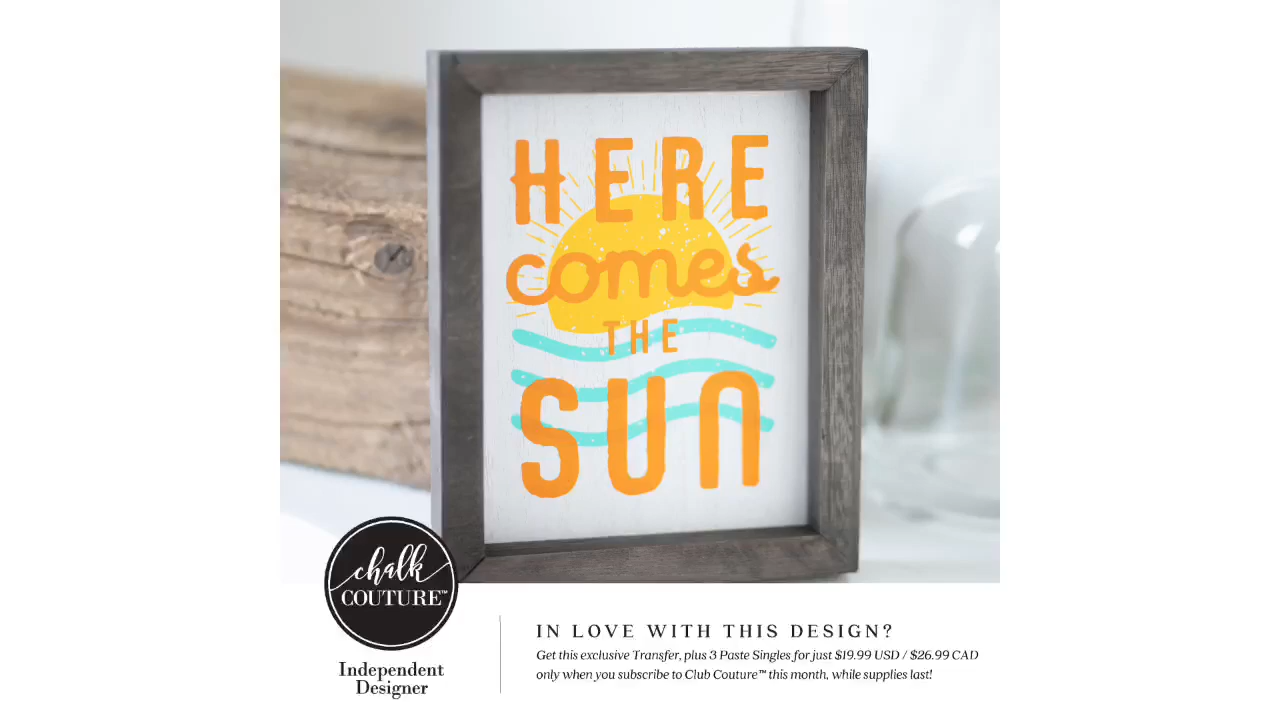 HERE
comes
THE
SUN
chalk
COUTURE™
Independent
Designer
IN LOVE WITH THIS DESIGN?
Get this exclusive Transfer, plus 3 Paste Singles for just $19.99 USD / $26.99 CAD
only when you subscribe to Club Couture™ this month, while supplies last!